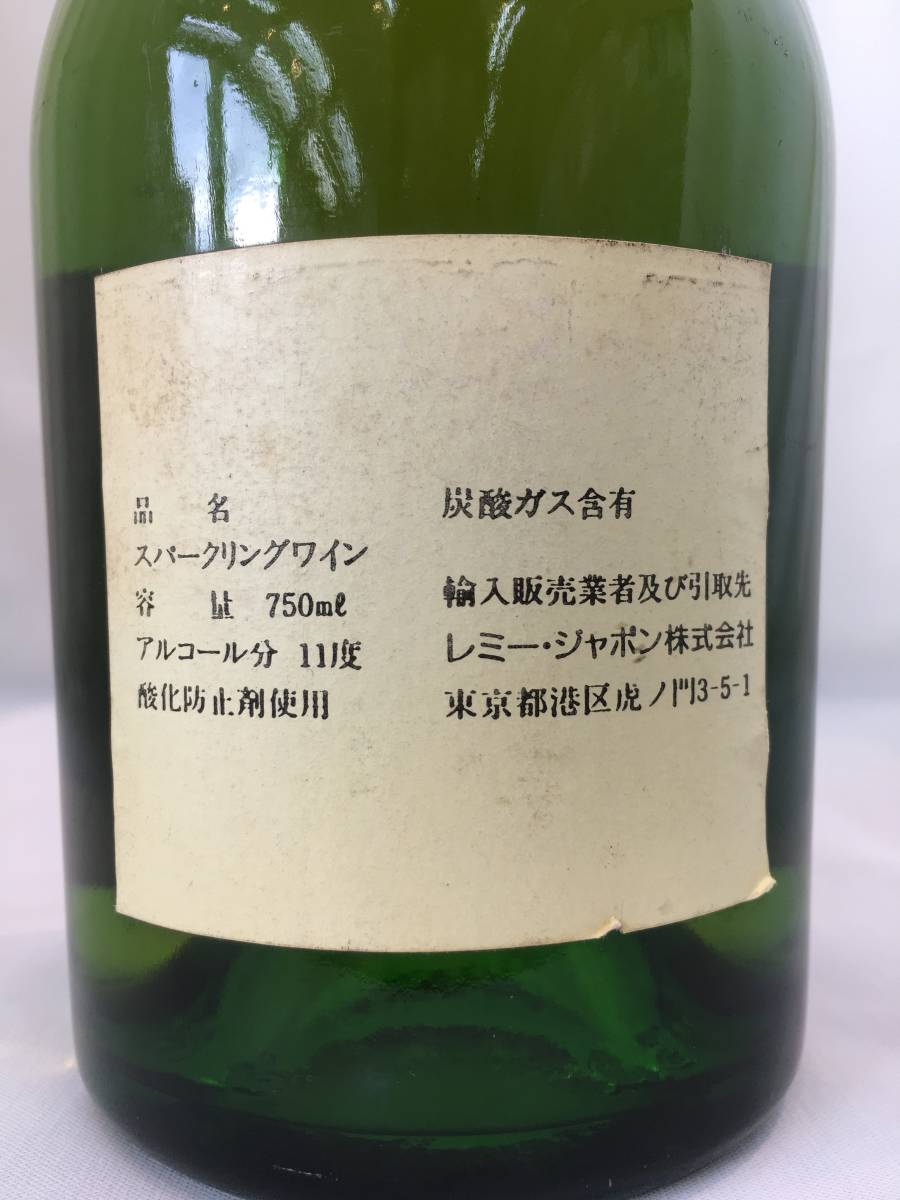 品 名
スパークリングワイン
容 量 750mℓ
アルコール分 11度
酸化防止剤使用
炭酸ガス含有
輸入販売業者及び引取先
レミー・ジャポン株式会社
東京都港区虎ノ門3-5-1